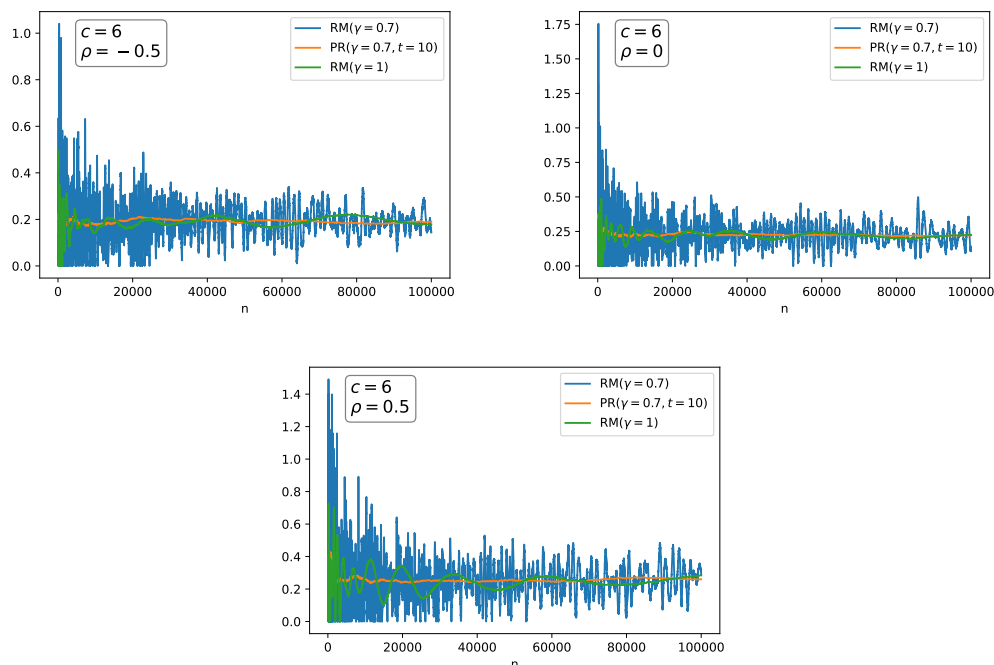 c = 6
ρ = −0.5
RM(γ = 0.7)
PR(γ = 0.7, t = 10)
RM(γ = 1)
1.0
0.8
0.6
0.4
0.2
0.0
0 20000 40000 60000 80000 100000
n
c = 6
ρ = 0
RM(γ = 0.7)
PR(γ = 0.7, t = 10)
RM(γ = 1)
1.75
1.50
1.25
1.00
0.75
0.50
0.25
0.00
0 20000 40000 60000 80000 100000
n
c = 6
ρ = 0.5
RM(γ = 0.7)
PR(γ = 0.7, t = 10)
RM(γ = 1)
1.4
1.2
1.0
0.8
0.6
0.4
0.2
0.0
0 20000 40000 60000 80000 100000
n